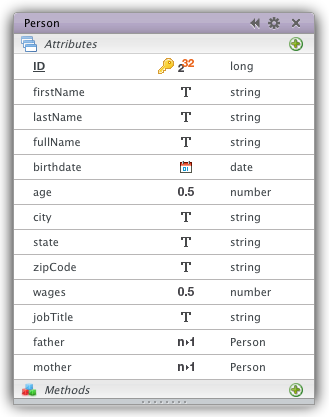 Person
Attributes
ID 2^32 long
firstName T string
lastName T string
fullName T string
birthdate 01 date
age 0.5 number
city T string
state T string
zipCode T string
wages 0.5 number
jobTitle T string
father n▸1 Person
mother n▸1 Person
Methods